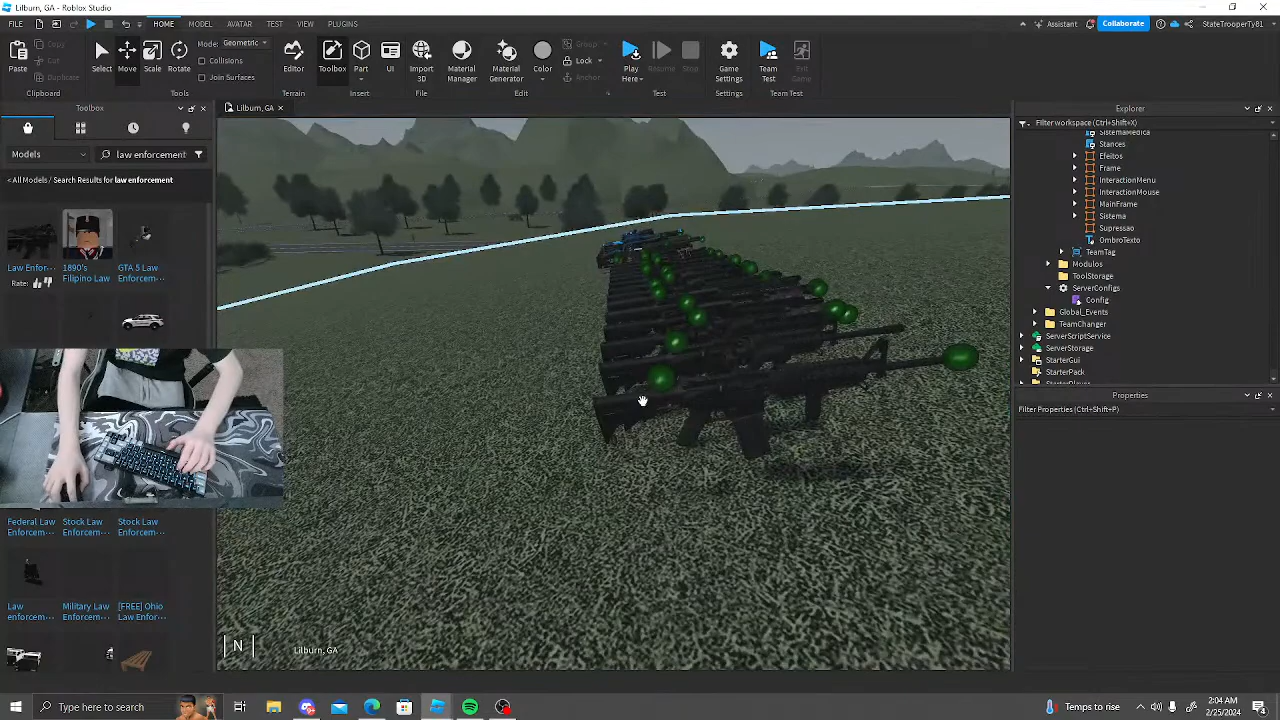 Lilburn, GA - Roblox Studio
FILE HOME MODEL AVATAR TEST VIEW PLUGINS Assistant Collaborate StateTrooperTy81
Paste Copy Cut Duplicate Select Move Scale Rotate Mode: Geometric Collisions Join Surfaces Editor Toolbox Part UI Import 3D Material Manager Material Generator Color Group Lock Anchor Play Here Resume Stop Game Settings Team Test Exit Game
Clipboard Tools Terrain Insert File Edit Test Settings Team Test
Toolbox
Lilburn, GA
Explorer
Models law enforcement
<All Models / Search Results for law enforcement
Law Enfor···
Rate:
1890's Filipino Law
GTA 5 Law Enforcem···
Federal Law Enforcem···
Stock Law Enforcem···
Stock Law Enforcem···
Law enforcem···
Military Law Enforcem···
[FREE] Ohio Law Enfor···
N
Lilburn, GA
Filter workspace (Ctrl+Shift+X)
SistemaMedica
Stances
Efeitos
Frame
InteractionMenu
InteractionMouse
MainFrame
Sistema
Supressao
OmbroTexto
TeamTag
Modulos
ToolStorage
ServerConfigs
Config
Global_Events
TeamChanger
ServerScriptService
ServerStorage
StarterGui
StarterPack
StarterPlayer
Properties
Filter Properties (Ctrl+Shift+P)
Type here to search
Temps to rise
2:04 AM
2/25/2024